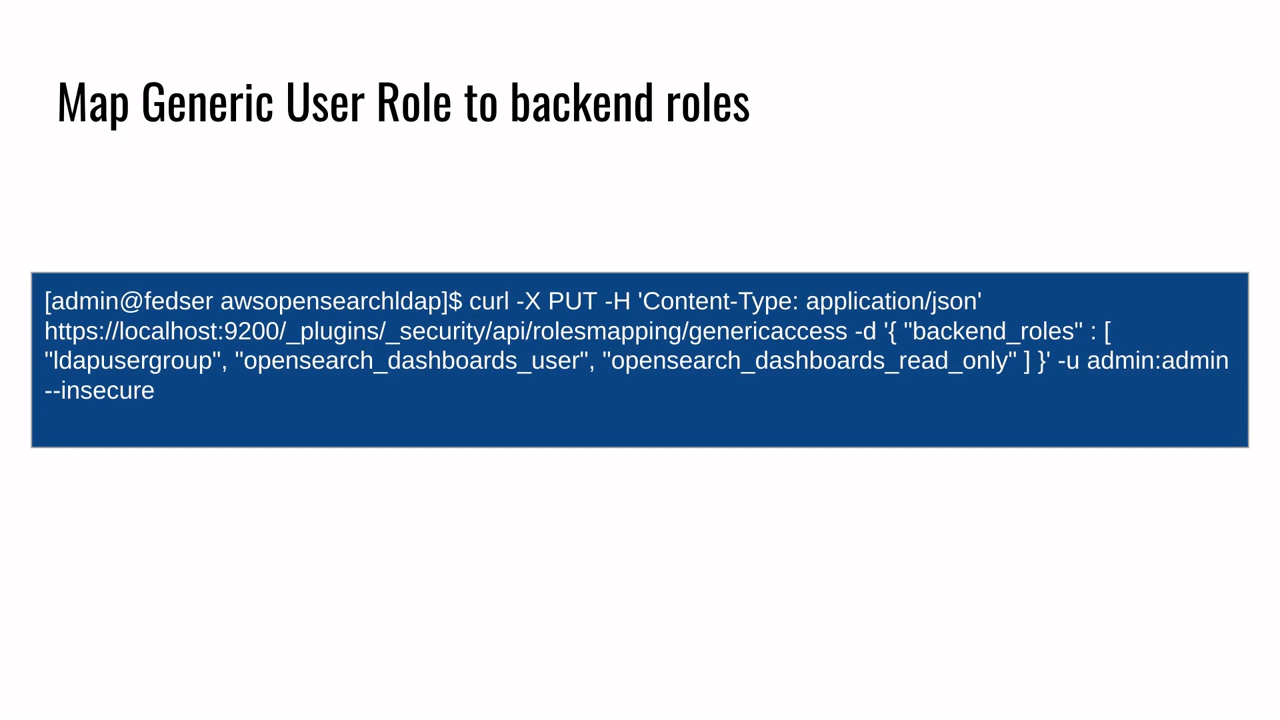 Map Generic User Role to backend roles
[admin@fedser awsopensearchldap]$ curl -X PUT -H 'Content-Type: application/json'
https://localhost:9200/_plugins/_security/api/rolesmapping/genericaccess -d '{ "backend_roles" : [
"ldapusergroup", "opensearch_dashboards_user", "opensearch_dashboards_read_only" ] }' -u admin:admin
--insecure